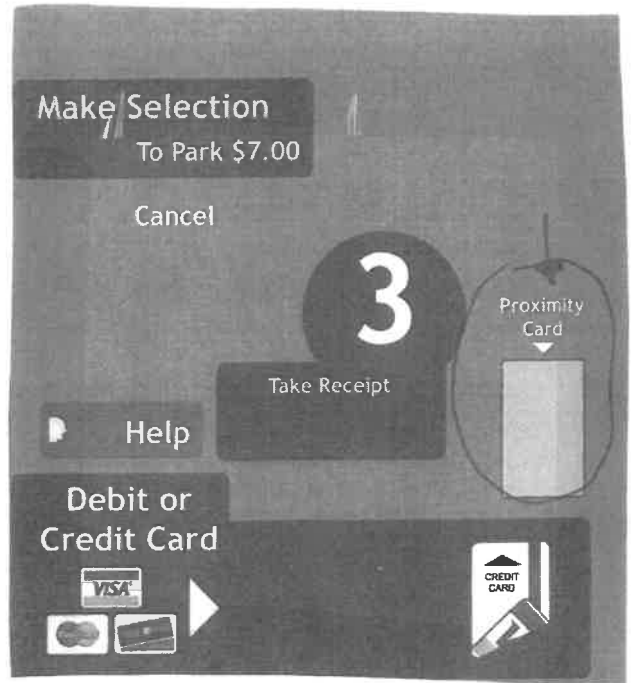 Make Selection
To Park $7.00
Cancel
3
Proximity
Card
Take Receipt
Help
Debit or
Credit Card
VISA
CREDIT
CARD